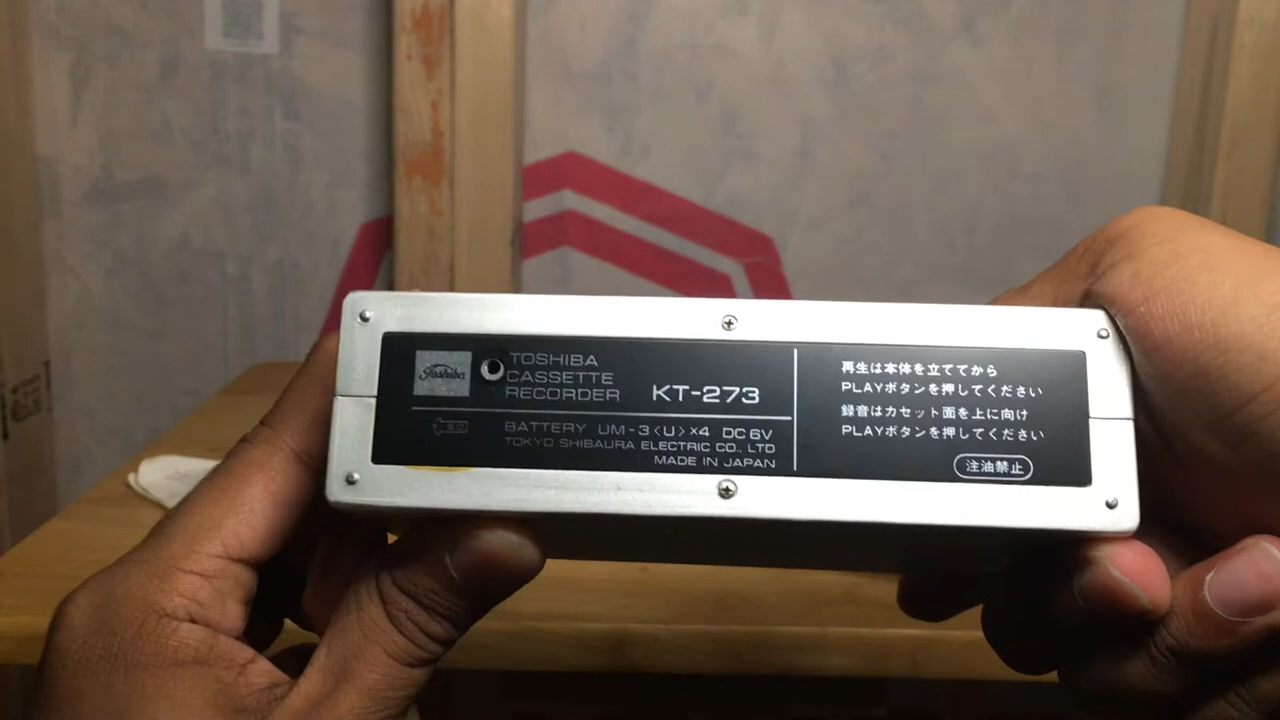 Toshiba
TOSHIBA
CASSETTE
RECORDER
KT-273
BATTERY UM-3〈U〉×4 DC 6V
TOKYO SHIBAURA ELECTRIC CO., LTD
MADE IN JAPAN
再生は本体を立ててから
PLAYボタンを押してください
録音はカセット面を上に向け
PLAYボタンを押してください
注油禁止